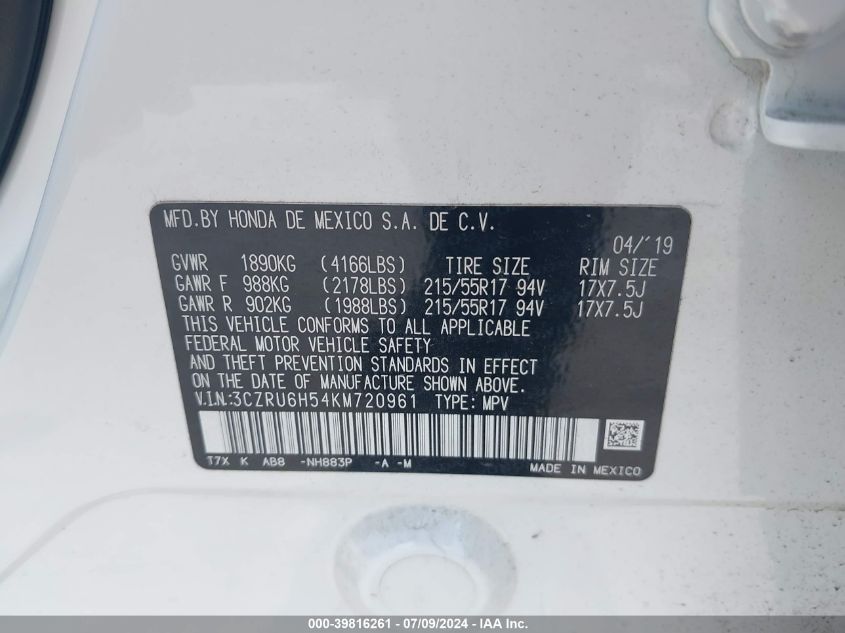 MFD.BY HONDA DE MEXICO S.A. DE C.V.
04/'19
GVWR 1890KG (4166LBS) TIRE SIZE RIM SIZE
GAWR F 988KG (2178LBS) 215/55R17 94V 17X7.5J
GAWR R 902KG (1988LBS) 215/55R17 94V 17X7.5J
THIS VEHICLE CONFORMS TO ALL APPLICABLE
FEDERAL MOTOR VEHICLE SAFETY
AND THEFT PREVENTION STANDARDS IN EFFECT
ON THE DATE OF MANUFACTURE SHOWN ABOVE.
V.I.N.:3CZRU6H54KM720961 TYPE: MPV
T7X K AB8 -NH883P -A -M MADE IN MEXICO
000-39816261 - 07/09/2024 - IAA Inc.